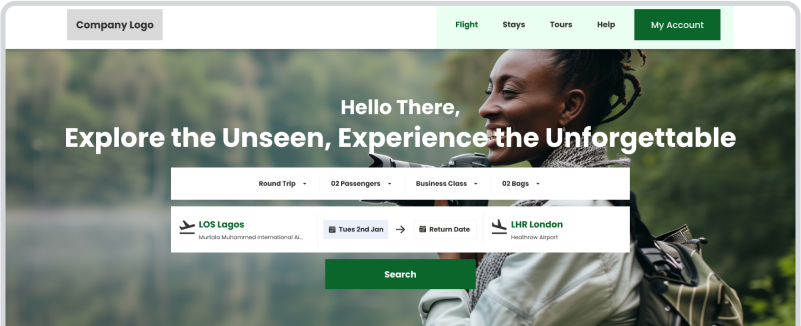 Company Logo
Flight Stays Tours Help My Account
Hello There,
Explore the Unseen, Experience the Unforgettable
Round Trip 02 Passengers Business Class 02 Bags
LOS Lagos Tues 2nd Jan Return Date LHR London
Murtala Muhammed International Ai... Heathrow Airport
Search